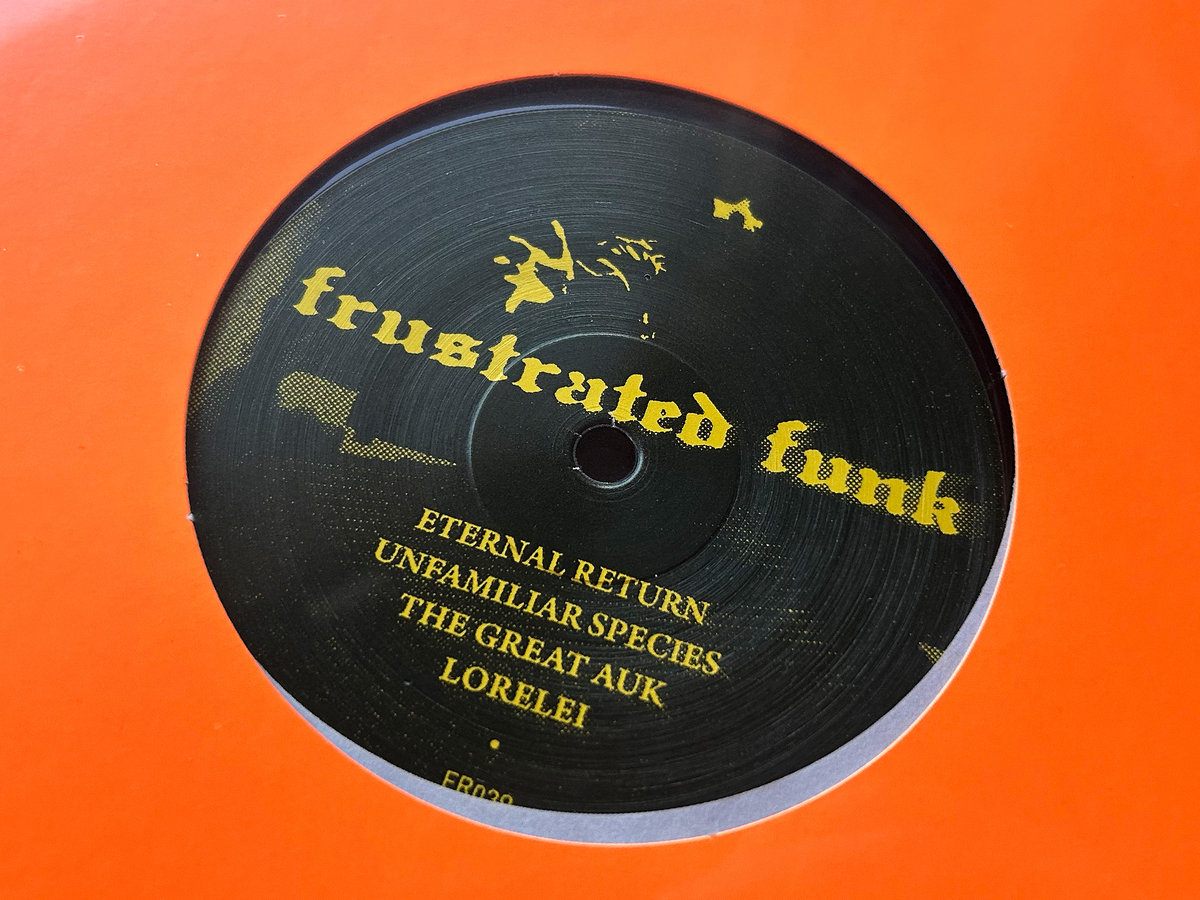 frustrated funk
ETERNAL RETURN
UNFAMILIAR SPECIES
THE GREAT AUK
LORELEI